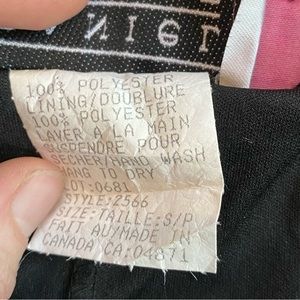 100% POLYESTER
LINING/DOUBLURE
100% POLYESTER
LAVER A LA MAIN
SUSPENDRE POUR
SECHER/HAND WASH
HANG TO DRY
LOT:0681
STYLE:2566
SIZE:TAILLE:S/P
FAIT AU/MADE IN
CANADA CA:04871